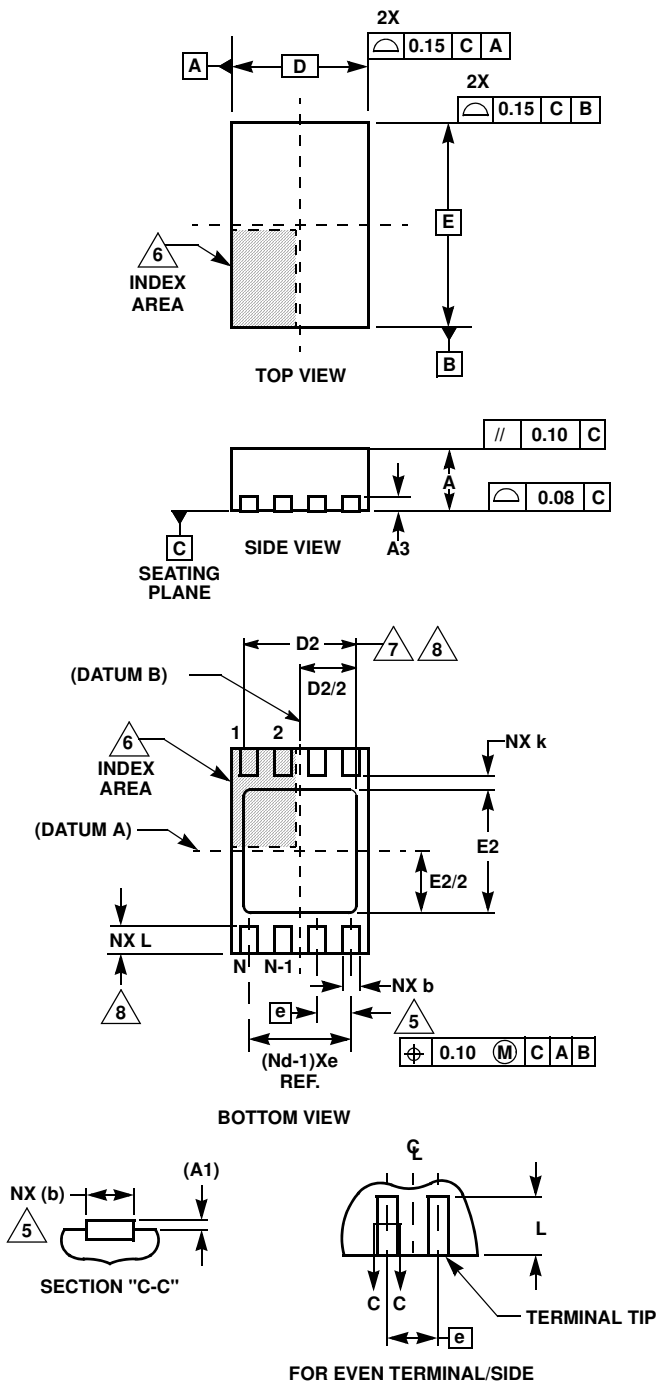 2X
⌓ 0.15 C A
A
D
2X
⌓ 0.15 C B
E
6
INDEX
AREA
B
TOP VIEW
// 0.10 C
A
⌓ 0.08 C
C
SIDE VIEW
A3
SEATING
PLANE
D2
7
8
(DATUM B)
D2/2
6
1
2
NX k
INDEX
AREA
(DATUM A)
E2
E2/2
NX L
N
N-1
NX b
8
e
5
(Nd-1)Xe
REF.
⌖ 0.10 Ⓜ C A B
BOTTOM VIEW
(A1)
NX (b)
5
SECTION "C-C"
℄
L
C
C
TERMINAL TIP
e
FOR EVEN TERMINAL/SIDE